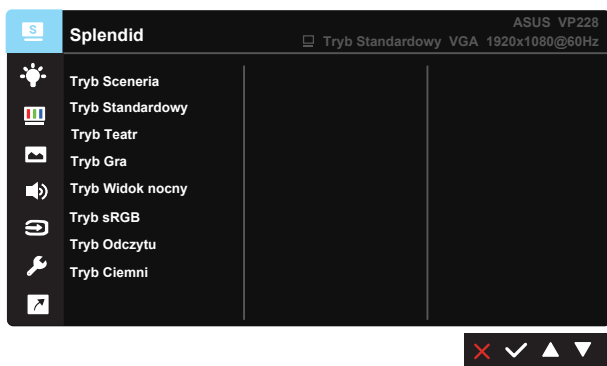 S
Splendid
ASUS VP228
Tryb Standardowy VGA 1920x1080@60Hz
Tryb Sceneria
Tryb Standardowy
Tryb Teatr
Tryb Gra
Tryb Widok nocny
Tryb sRGB
Tryb Odczytu
Tryb Ciemni